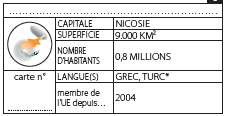 CAPITALE NICOSIE
SUPERFICIE 9.000 KM²
NOMBRE D'HABITANTS 0,8 MILLIONS
carte n° LANGUE(S) GREC, TURC*
membre de l'UE depuis... 2004